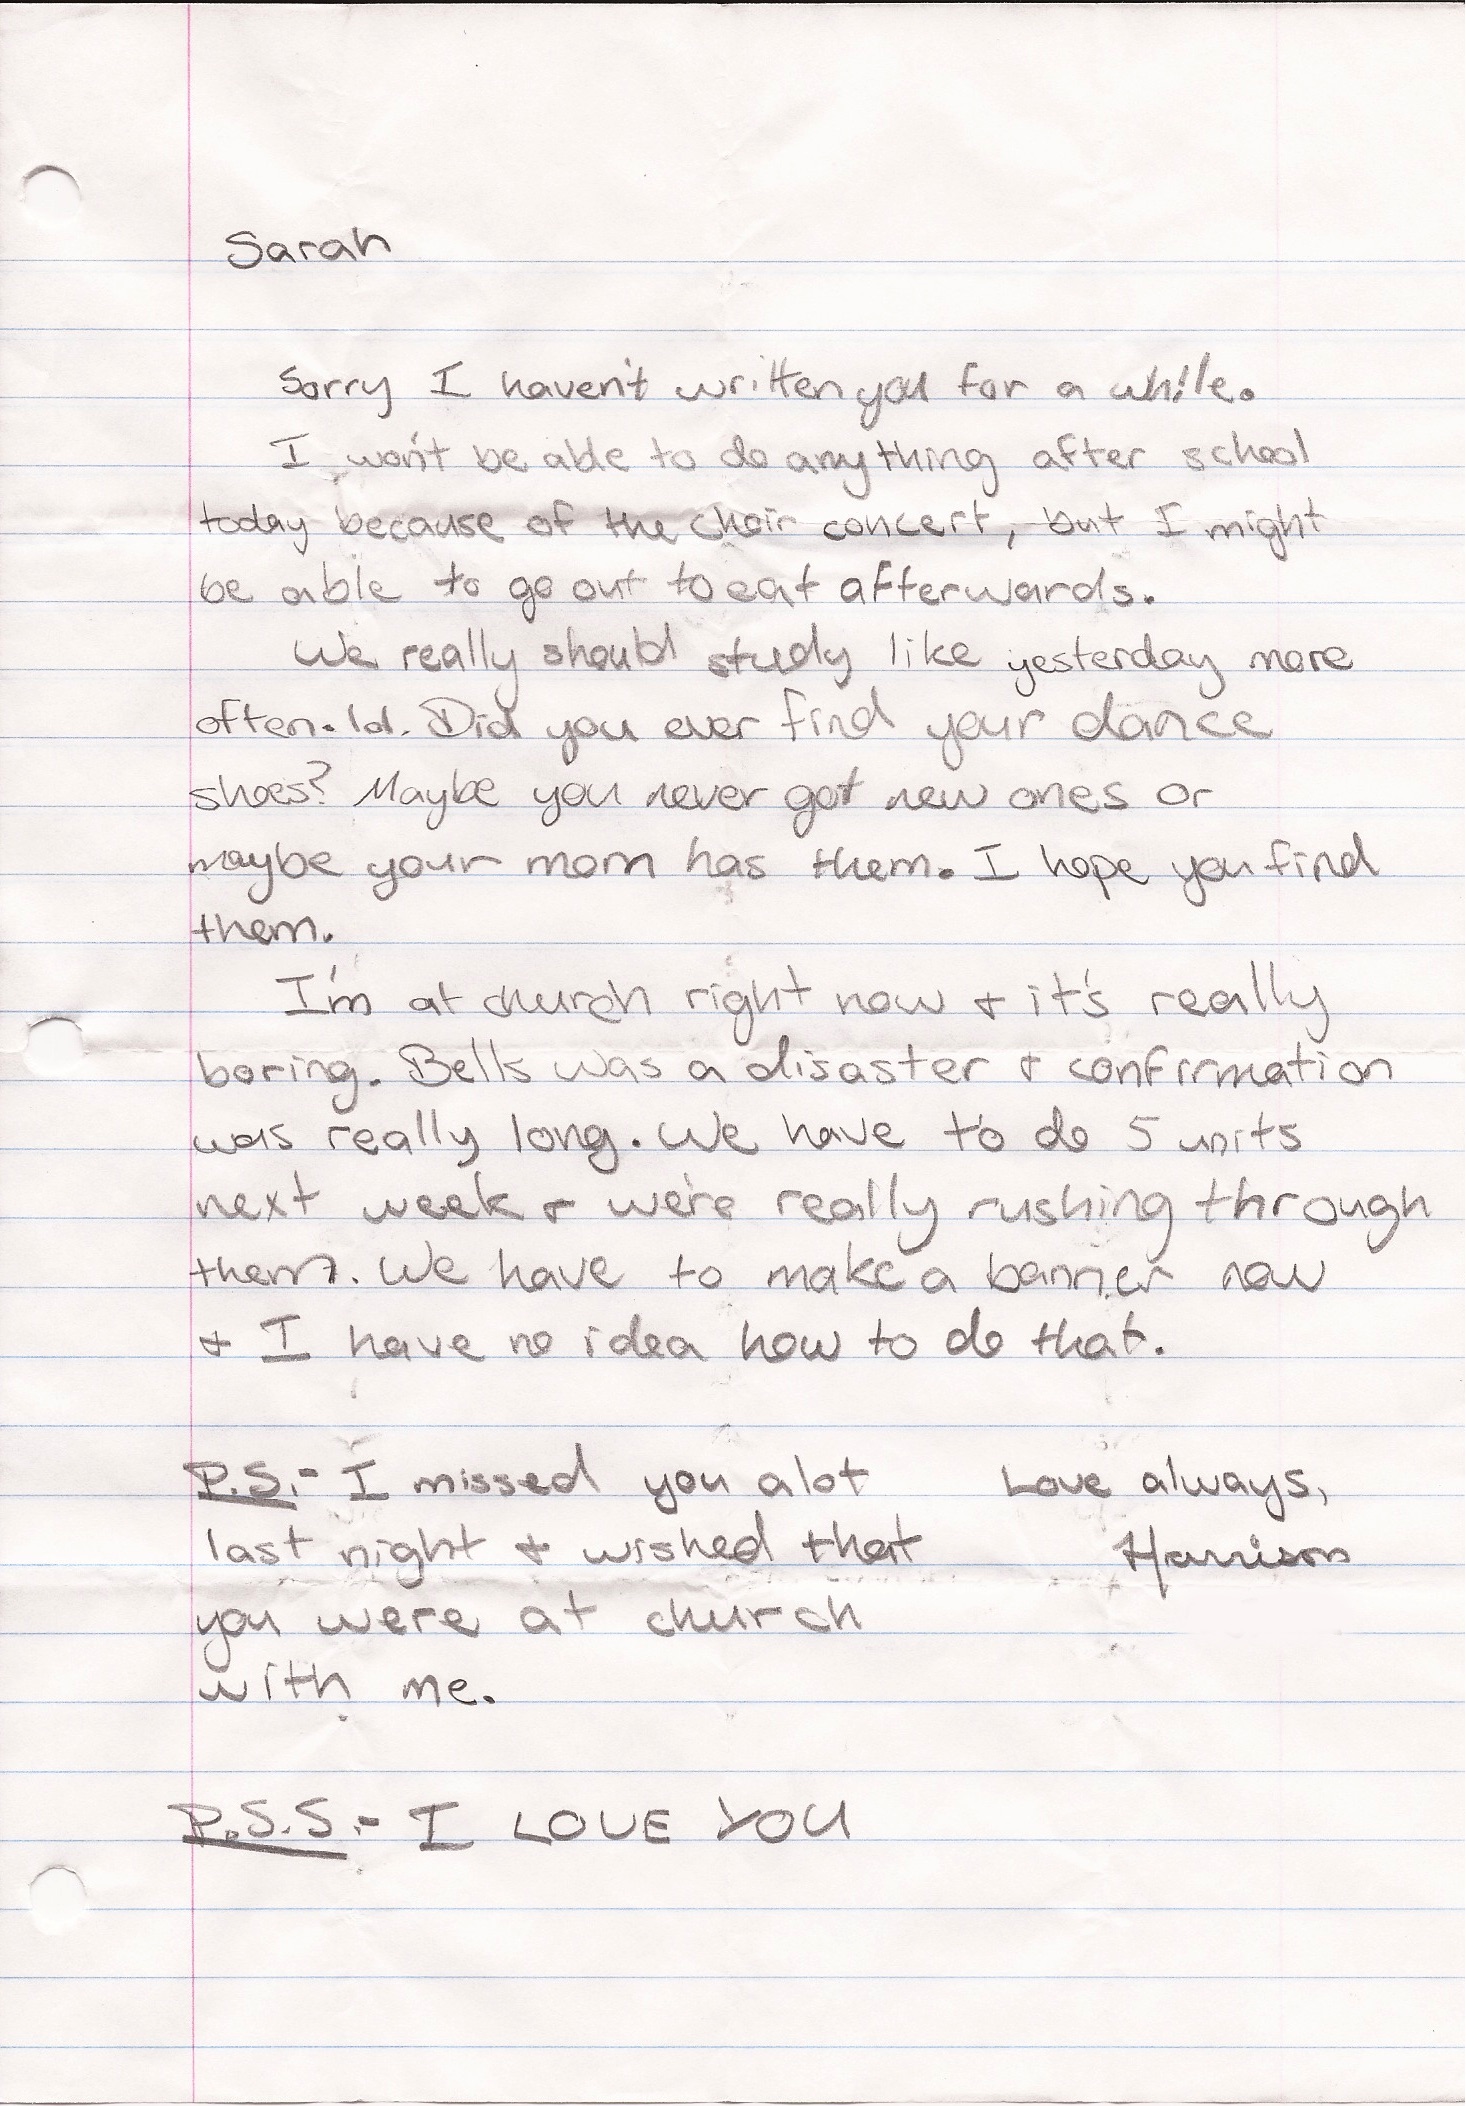 Sarah
Sorry I haven't written you for a while.
I won't be able to do anything after school
today because of the choir concert, but I might
be able to go out to eat afterwards.
We really should study like yesterday more
often. lol. Did you ever find your dance
shoes? Maybe you never got new ones or
maybe your mom has them. I hope you find
them.
I'm at church right now & it's really
boring. Bells was a disaster & confirmation
was really long. We have to do 5 units
next week & we're really rushing through
them. We have to make a banner now
& I have no idea how to do that.
P.S.- I missed you alot
last night & wished that
you were at church
with me.
Love always,
Harrison
P.S.S.- I LOVE YOU